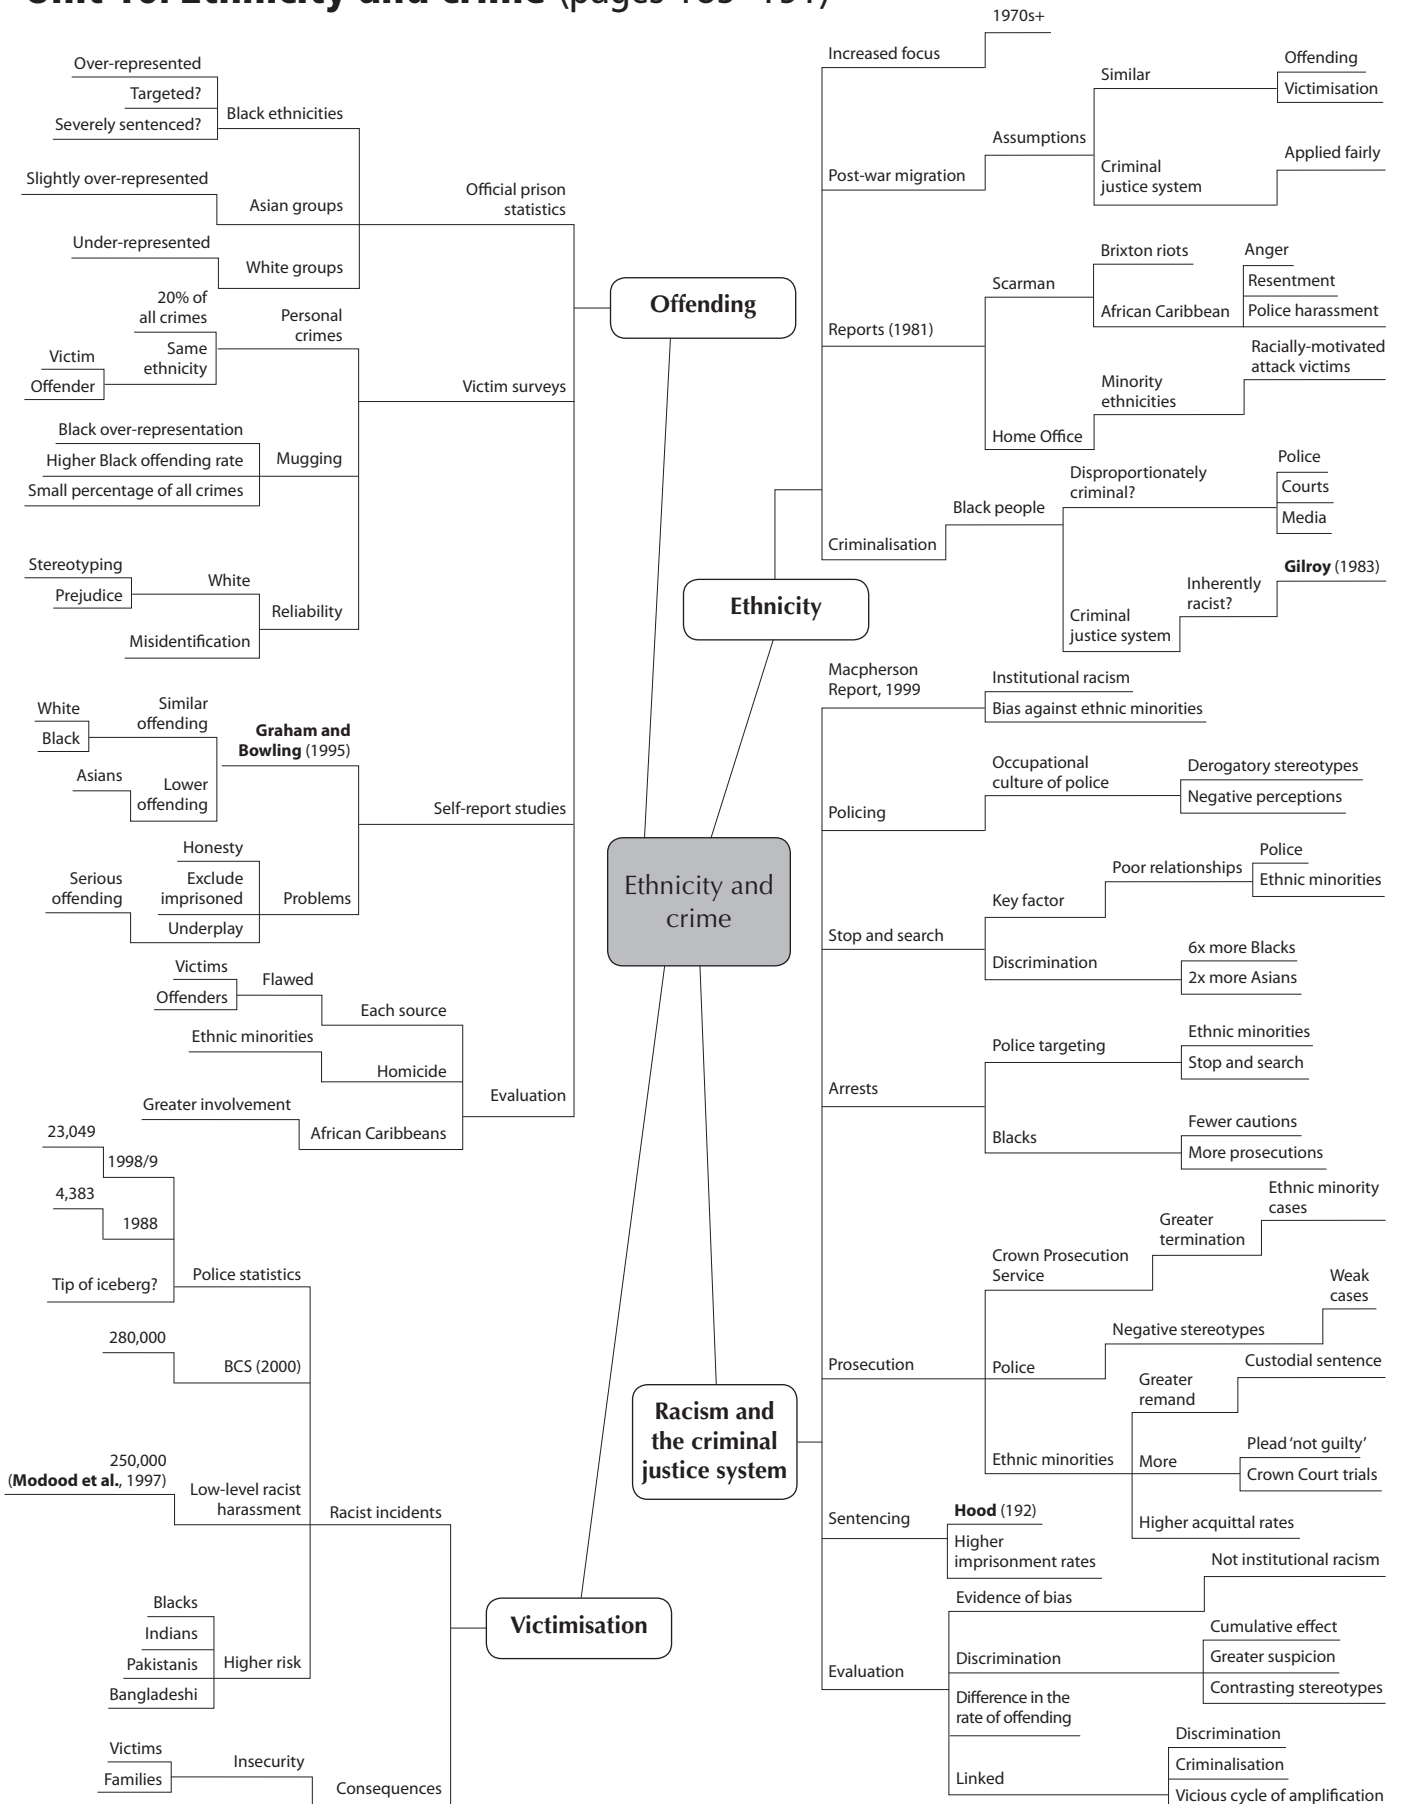 Unit 10: Ethnicity and crime (pages 185–191)
Over-represented
Targeted?
Severely sentenced?
Black ethnicities
Slightly over-represented
Asian groups
Under-represented
White groups
Official prison
statistics
20% of
all crimes
Personal
crimes
Same
ethnicity
Victim
Offender
Victim surveys
Black over-representation
Higher Black offending rate
Small percentage of all crimes
Mugging
Stereotyping
Prejudice
White
Misidentification
Reliability
White
Black
Similar
offending
Asians
Lower
offending
Graham and
Bowling (1995)
Self-report studies
Honesty
Exclude
imprisoned
Underplay
Serious
offending
Problems
Victims
Offenders
Flawed
Each source
Ethnic minorities
Homicide
Greater involvement
African Caribbeans
Evaluation
Offending
1970s+
Increased focus
Post-war migration
Assumptions
Similar
Offending
Victimisation
Criminal
justice system
Applied fairly
Reports (1981)
Scarman
Brixton riots
African Caribbean
Anger
Resentment
Police harassment
Home Office
Minority
ethnicities
Racially-motivated
attack victims
Criminalisation
Black people
Disproportionately
criminal?
Police
Courts
Media
Criminal
justice system
Inherently
racist?
Gilroy (1983)
Ethnicity
Ethnicity and
crime
Macpherson
Report, 1999
Institutional racism
Bias against ethnic minorities
Policing
Occupational
culture of police
Derogatory stereotypes
Negative perceptions
Stop and search
Key factor
Poor relationships
Police
Ethnic minorities
Discrimination
6x more Blacks
2x more Asians
Arrests
Police targeting
Ethnic minorities
Stop and search
Blacks
Fewer cautions
More prosecutions
Prosecution
Crown Prosecution
Service
Greater
termination
Ethnic minority
cases
Police
Negative stereotypes
Weak
cases
Ethnic minorities
Greater
remand
Custodial sentence
More
Plead ‘not guilty’
Crown Court trials
Higher acquittal rates
Sentencing
Hood (192)
Higher
imprisonment rates
Evaluation
Evidence of bias
Not institutional racism
Discrimination
Cumulative effect
Greater suspicion
Contrasting stereotypes
Difference in the
rate of offending
Linked
Discrimination
Criminalisation
Vicious cycle of amplification
Racism and
the criminal
justice system
23,049
1998/9
4,383
1988
Tip of iceberg?
Police statistics
280,000
BCS (2000)
250,000
(Modood et al., 1997)
Low-level racist
harassment
Racist incidents
Blacks
Indians
Pakistanis
Bangladeshi
Higher risk
Victims
Families
Insecurity
Consequences
Victimisation